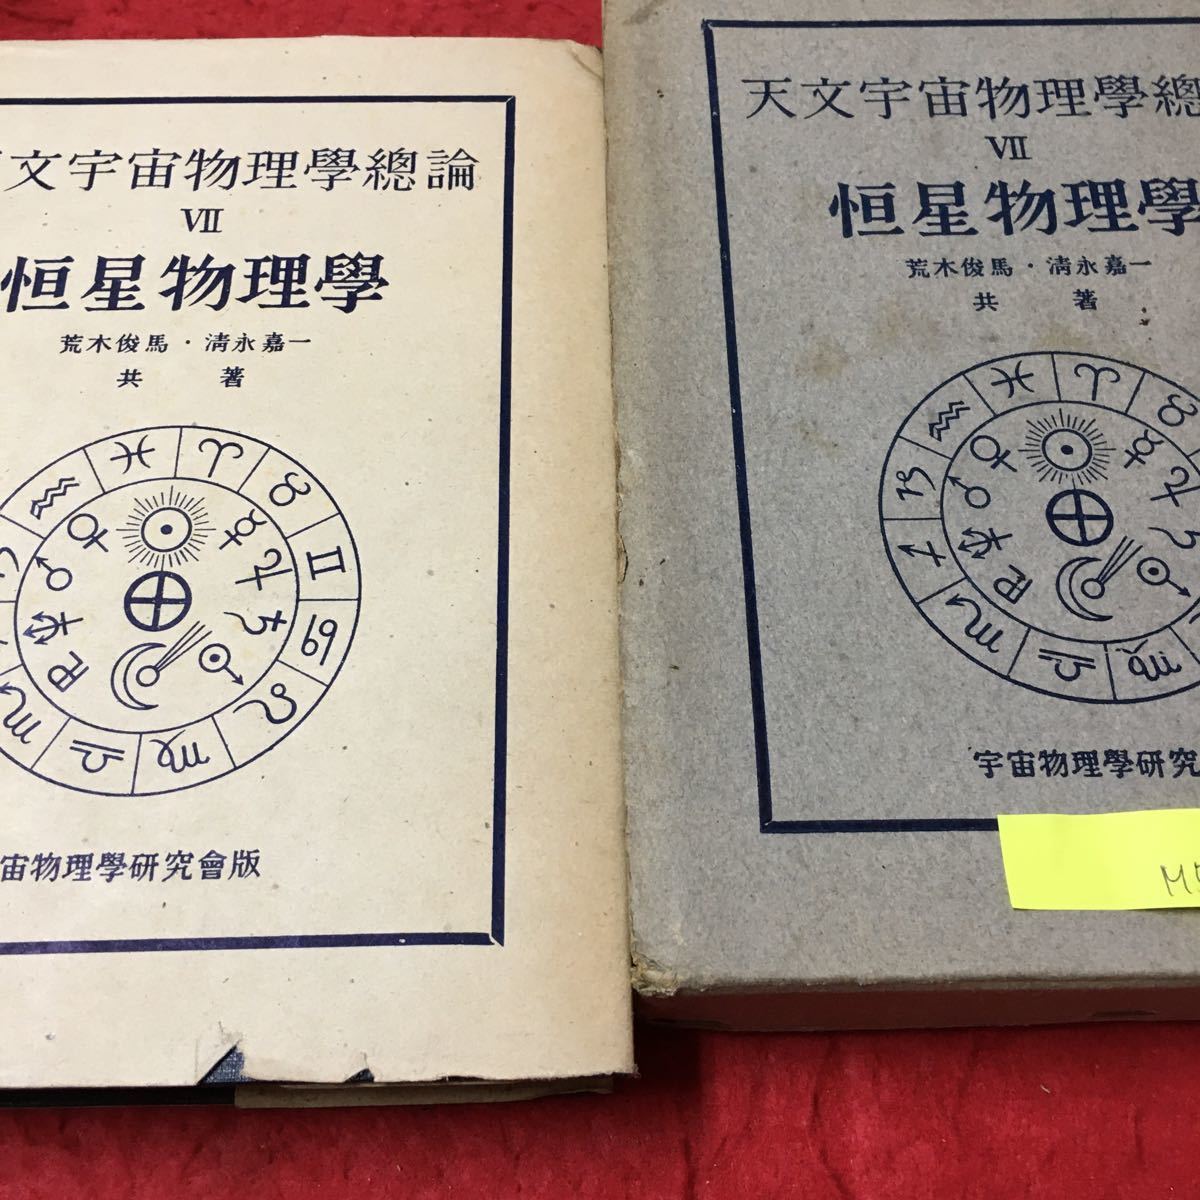 文宇宙物理學總論
VII
恒星物理學
荒木俊馬・淸永嘉一
共著
宙物理學研究會版
天文宇宙物理學總
VII
恒星物理學
荒木俊馬・淸永嘉一
共著
宇宙物理學研究